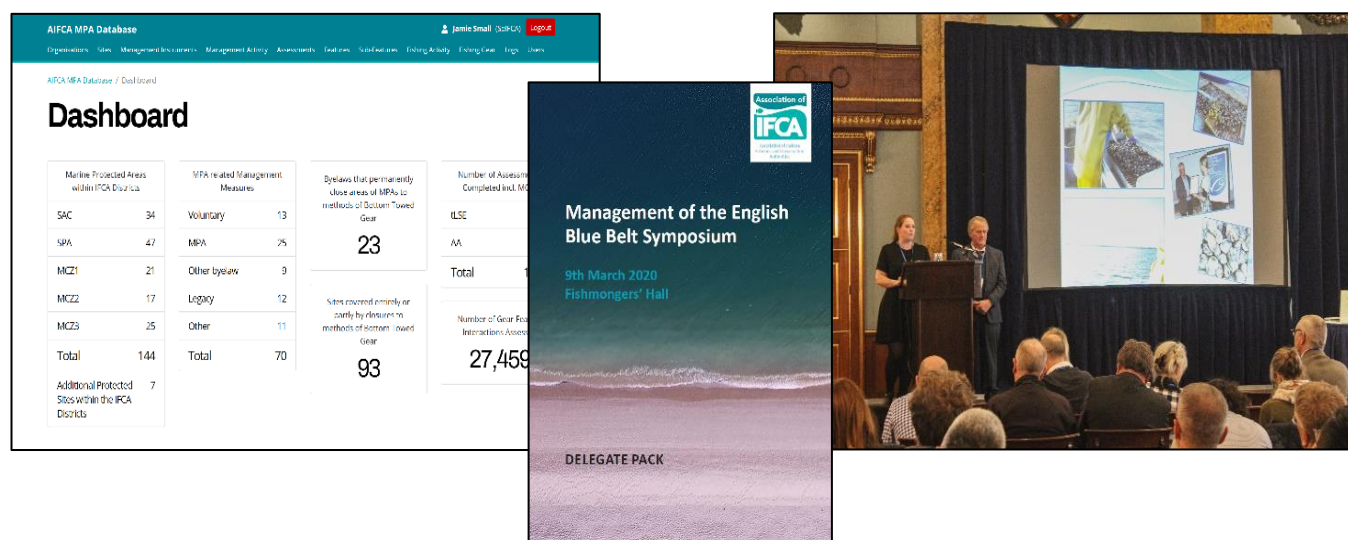 AIFCA MPA Database
Jamie Small (SxIFCA) Logout
Organisations Sites Management Instruments Management Activity Assessments Features Sub-Features Fishing Activity Fishing Gear Logs Users
AIFCA MPA Database / Dashboard
Dashboard
Marine Protected Areas
within IFCA Districts
SAC 34
SPA 47
MCZ1 21
MCZ2 17
MCZ3 25
Total 144
Additional Protected 7
Sites within the IFCA
Districts
MPA related Management
Measures
Voluntary 13
MPA 25
Other byelaw 9
Legacy 12
Other 11
Total 70
Byelaws that permanently
close areas of MPAs to
methods of Bottom Towed
Gear
23
Sites covered entirely or
partly by closures to
methods of Bottom Towed
Gear
93
Number of Assessm
Completed incl. MC
tLSE
AA
Total 1
Number of Gear Fea
Interactions Assess
27,459
Association of
IFCA
Management of the English
Blue Belt Symposium
9th March 2020
Fishmongers' Hall
DELEGATE PACK